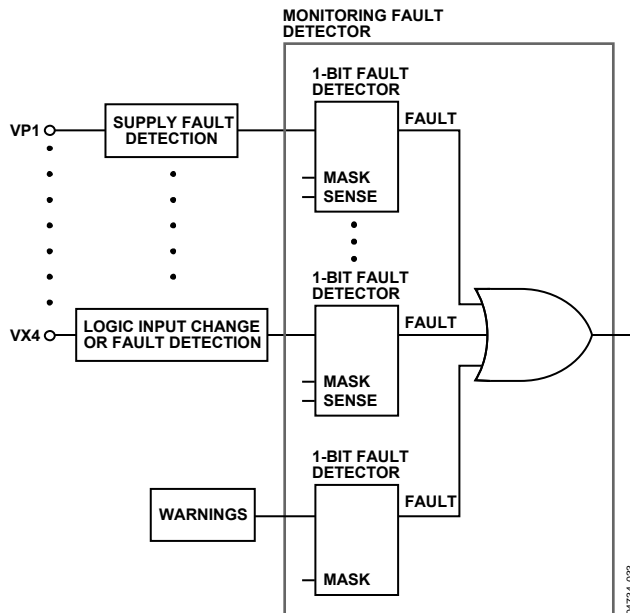 MONITORING FAULT
DETECTOR
1-BIT FAULT
DETECTOR
VP1
SUPPLY FAULT
DETECTION
FAULT
MASK
SENSE
1-BIT FAULT
DETECTOR
VX4
LOGIC INPUT CHANGE
OR FAULT DETECTION
FAULT
MASK
SENSE
1-BIT FAULT
DETECTOR
WARNINGS
FAULT
MASK